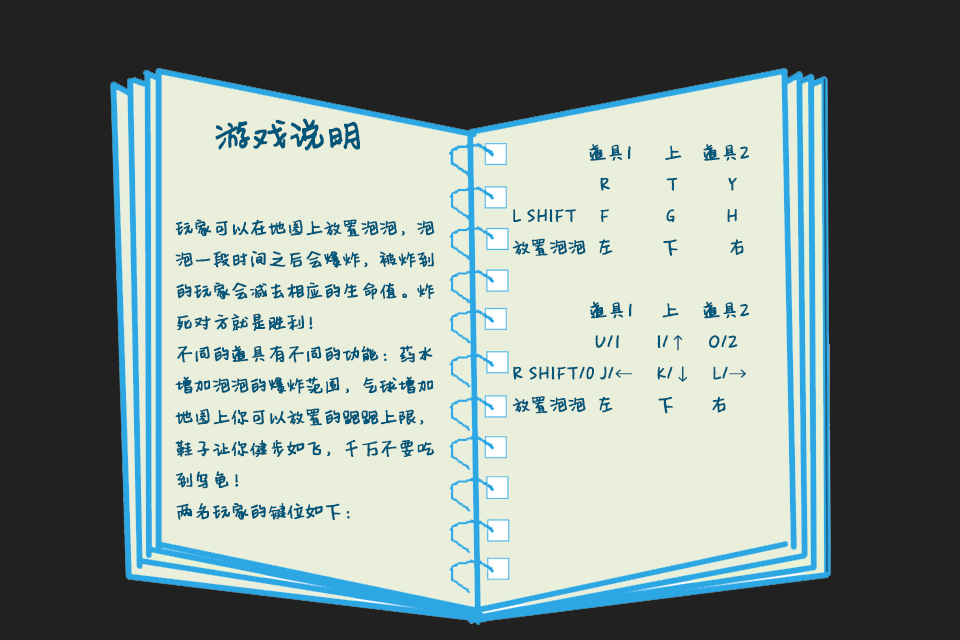 游戏说明
玩家可以在地图上放置泡泡，泡
泡一段时间之后会爆炸，被炸到
的玩家会减去相应的生命值。炸
死对方就是胜利！
不同的道具有不同的功能：药水
增加泡泡的爆炸范围，气球增加
地图上你可以放置的跑跑上限，
鞋子让你健步如飞，千万不要吃
到乌龟！
两名玩家的键位如下：
道具1 上 道具2
R T Y
L SHIFT F G H
放置泡泡 左 下 右
道具1 上 道具2
U/1 I/↑ O/2
R SHIFT/0 J/← K/↓ L/→
放置泡泡 左 下 右